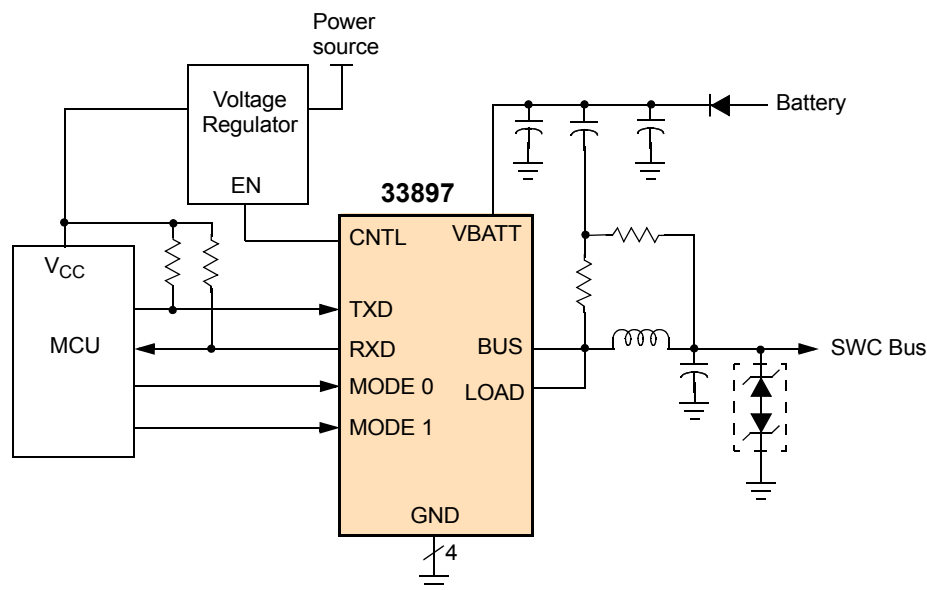 Power
source
Voltage
Regulator
Battery
EN
33897
CNTL
VBATT
VCC
TXD
MCU
RXD
BUS
SWC Bus
MODE 0
LOAD
MODE 1
GND
4